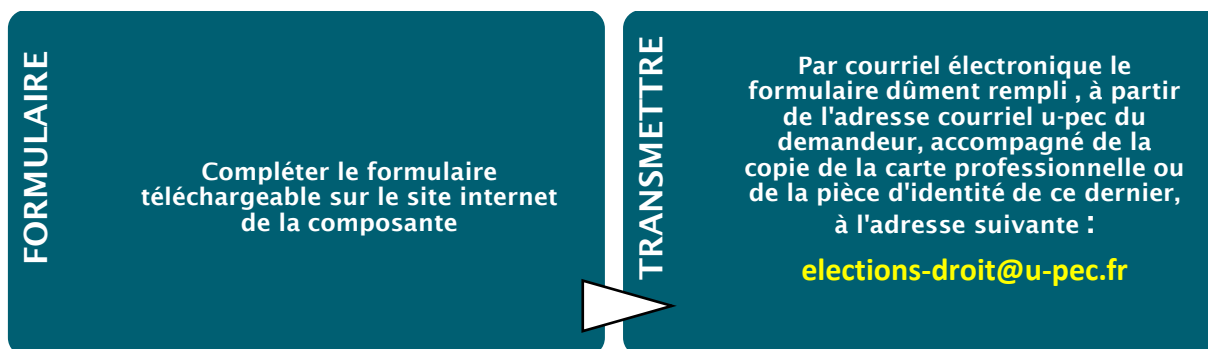 FORMULAIRE
Compléter le formulaire
téléchargeable sur le site internet
de la composante
TRANSMETTRE
Par courriel électronique le
formulaire dûment rempli , à partir
de l'adresse courriel u-pec du
demandeur, accompagné de la
copie de la carte professionnelle ou
de la pièce d'identité de ce dernier,
à l'adresse suivante :
elections-droit@u-pec.fr